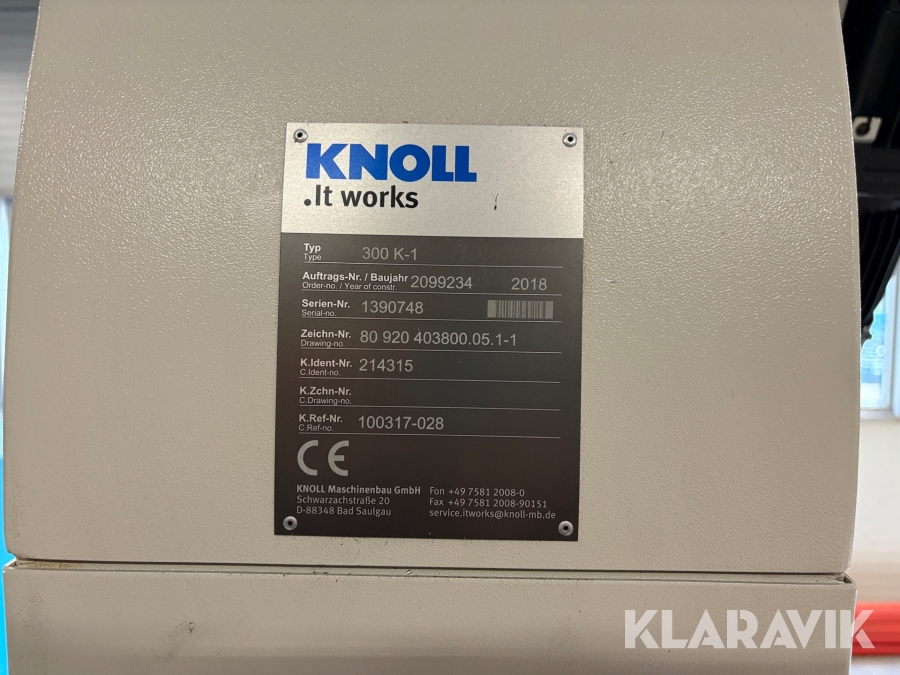 KNOLL
.It works
Typ 300 K-1
Type
Auftrags-Nr. / Baujahr 2099234 2018
Order-no. / Year of constr.
Serien-Nr. 1390748
Serial-no.
Zeichn-Nr. 80 920 403800.05.1-1
Drawing-no.
K.Ident-Nr. 214315
C.Ident-no.
K.Zchn-Nr.
C.Drawing-no.
K.Ref-Nr. 100317-028
C.Ref-no.
CE
KNOLL Maschinenbau GmbH Fon +49 7581 2008-0
Schwarzachstraße 20 Fax +49 7581 2008-90151
D-88348 Bad Saulgau service.itworks@knoll-mb.de
KLARAVIK